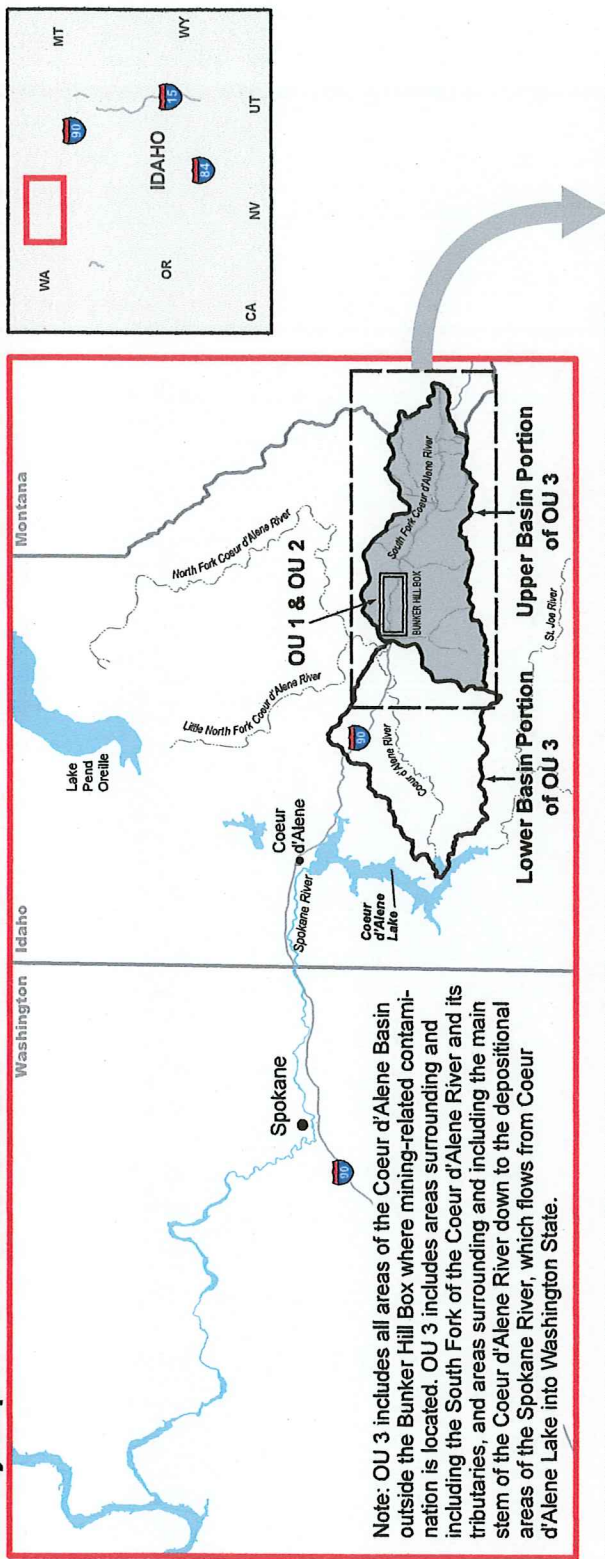 Washington
Idaho
Montana
Lake
Pend
Oreille
North Fork Coeur d'Alene River
Little North Fork Coeur d'Alene River
Spokane
Spokane River
Coeur
d'Alene
90
90
OU 1 & OU 2
BUNKER HILL BOX
South Fork Coeur d'Alene River
Coeur d'Alene River
Coeur
d'Alene
Lake
St. Joe River
Lower Basin Portion
of OU 3
Upper Basin Portion
of OU 3
Note: OU 3 includes all areas of the Coeur d'Alene Basin
outside the Bunker Hill Box where mining-related contami-
nation is located. OU 3 includes areas surrounding and
including the South Fork of the Coeur d'Alene River and its
tributaries, and areas surrounding and including the main
stem of the Coeur d'Alene River down to the depositional
areas of the Spokane River, which flows from Coeur
d'Alene Lake into Washington State.
WA
MT
90
OR
IDAHO
15
WY
84
CA
NV
UT